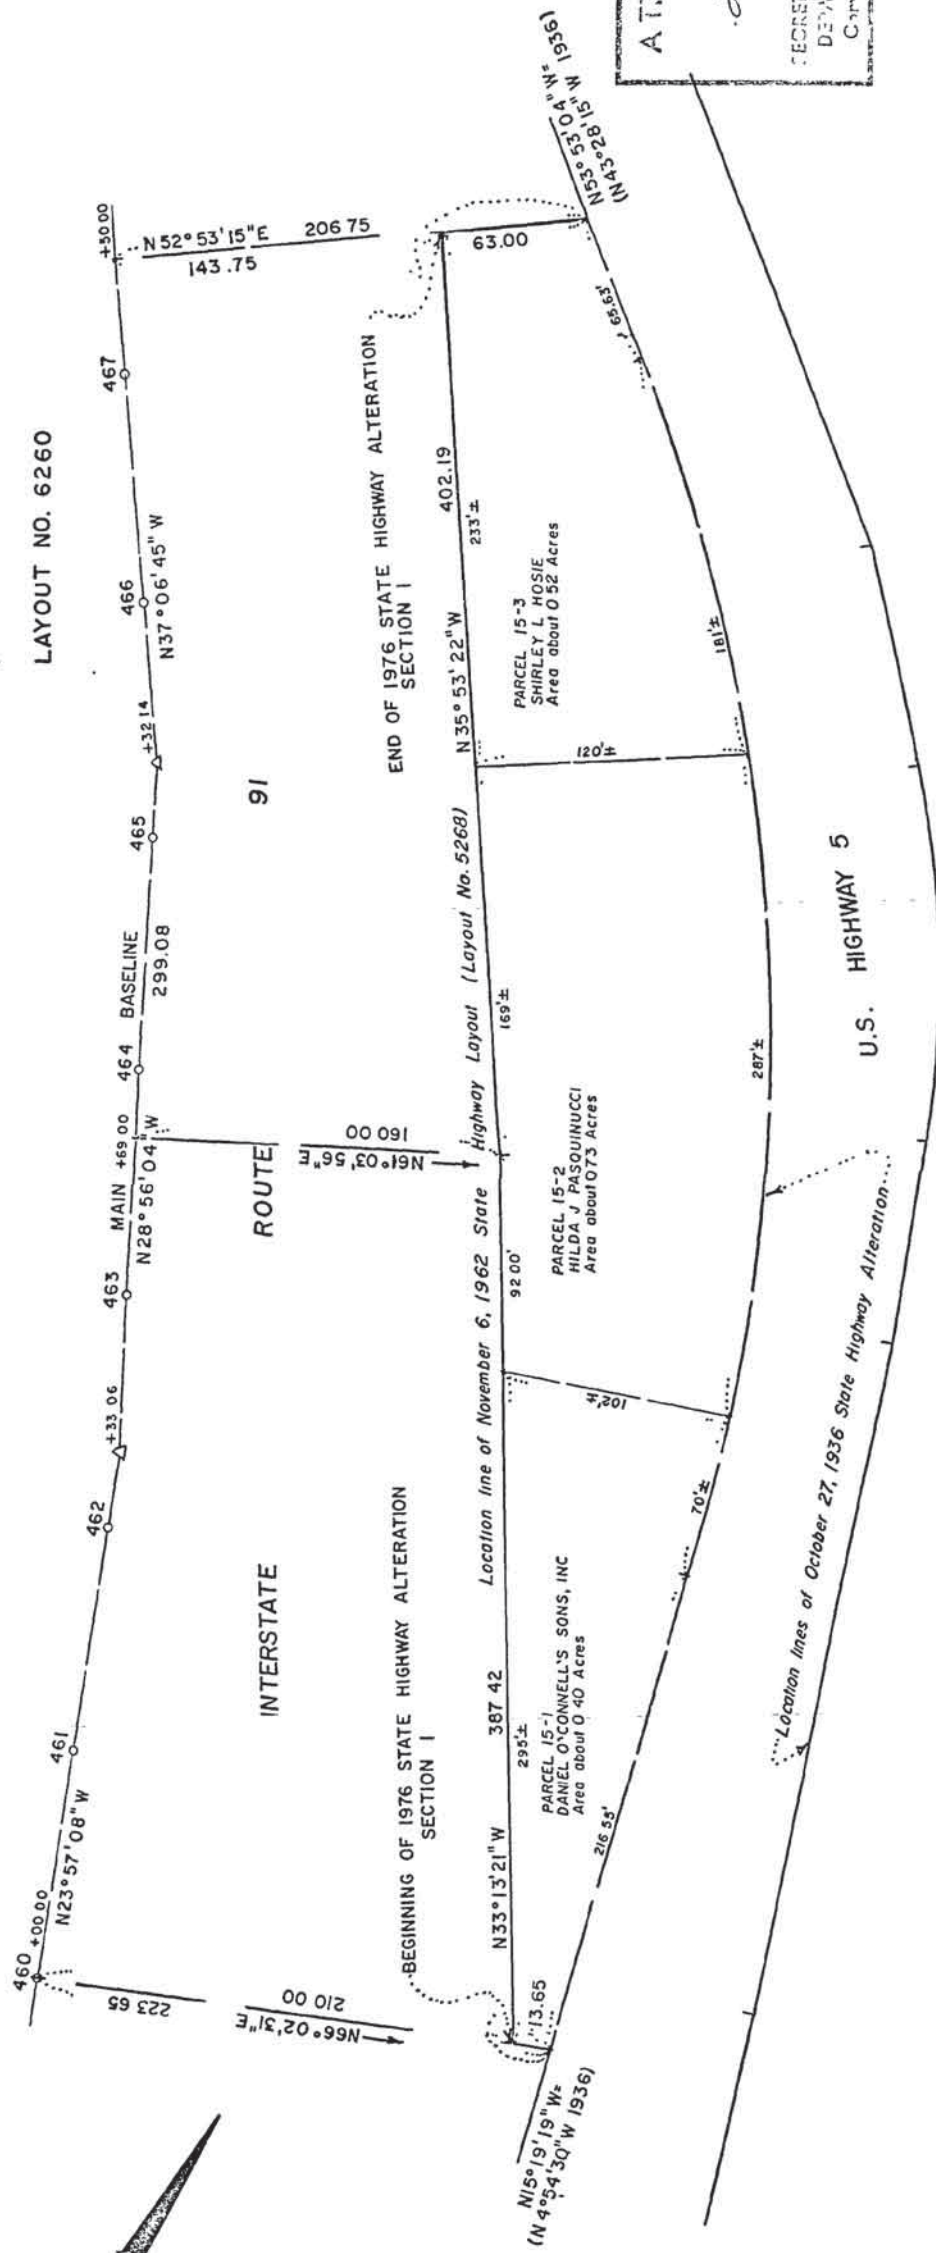 LAYOUT NO. 6260
460 +00.00
461
462
+33.06
463
MAIN +69.00
464
BASELINE
465
+32.14
466
467
+50.00
N23°57'08"W
N28°56'04"W
299.08
N37°06'45"W
N 52°53'15"E 206.75
143.75
223.65
N66°02'31"E
210.00
N61°03'56"E
160.00
INTERSTATE
ROUTE
91
BEGINNING OF 1976 STATE HIGHWAY ALTERATION
SECTION 1
END OF 1976 STATE HIGHWAY ALTERATION
SECTION 1
Location line of November 6, 1962 State Highway Layout (Layout No. 5268)
N33°13'21"W
387.42
295'±
92.00'
169'±
N35°53'22"W
402.19
233'±
63.00
13.65
PARCEL 15-1
DANIEL O'CONNELL'S SONS, INC
Area about 0.40 Acres
PARCEL 15-2
HILDA J PASQUINUCCI
Area about 0.73 Acres
PARCEL 15-3
SHIRLEY L HOSIE
Area about 0.52 Acres
102'±
120'±
216.55'
70'±
287'±
181'±
65.63'
N15°19'19"W=
(N 4°54'30"W 1936)
N53°53'04"W=
(N43°28'15"W 1936)
Location lines of October 27, 1936 State Highway Alteration
U.S. HIGHWAY 5